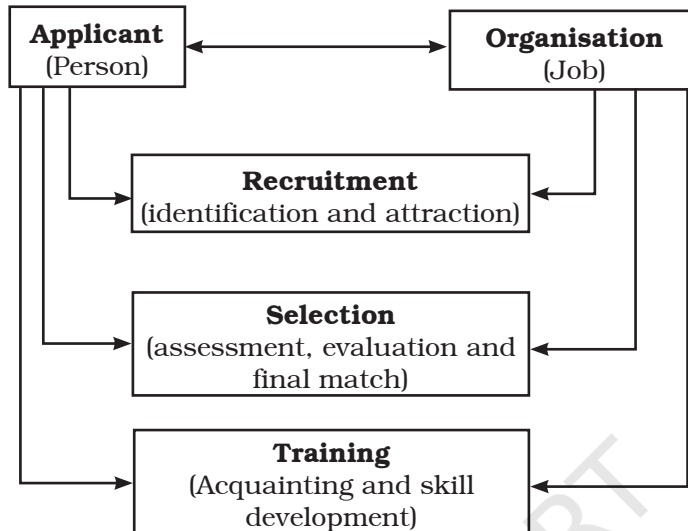 Applicant
(Person)
Organisation
(Job)
Recruitment
(identification and attraction)
Selection
(assessment, evaluation and
final match)
Training
(Acquainting and skill
development)